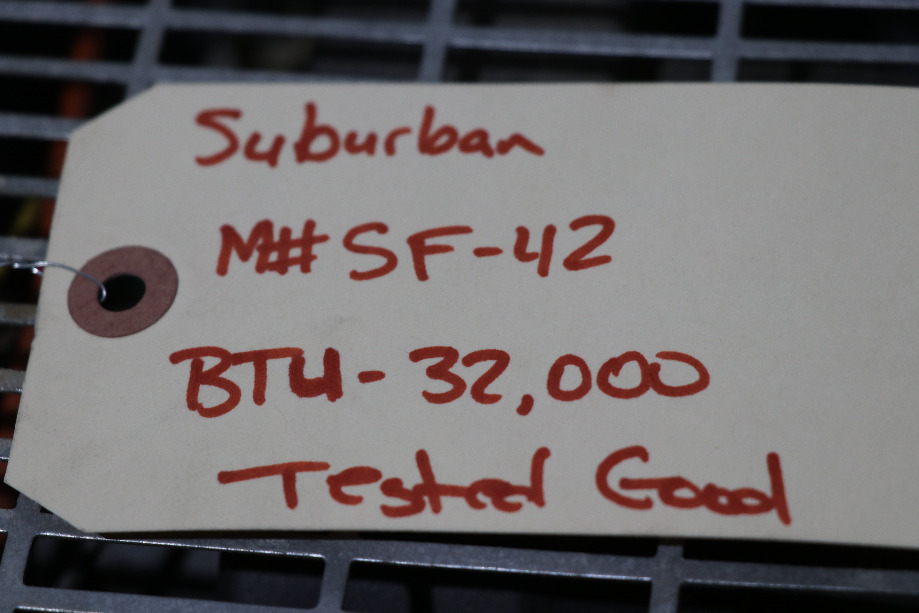 Suburban
M# SF-42
BTU-32,000
Tested Good